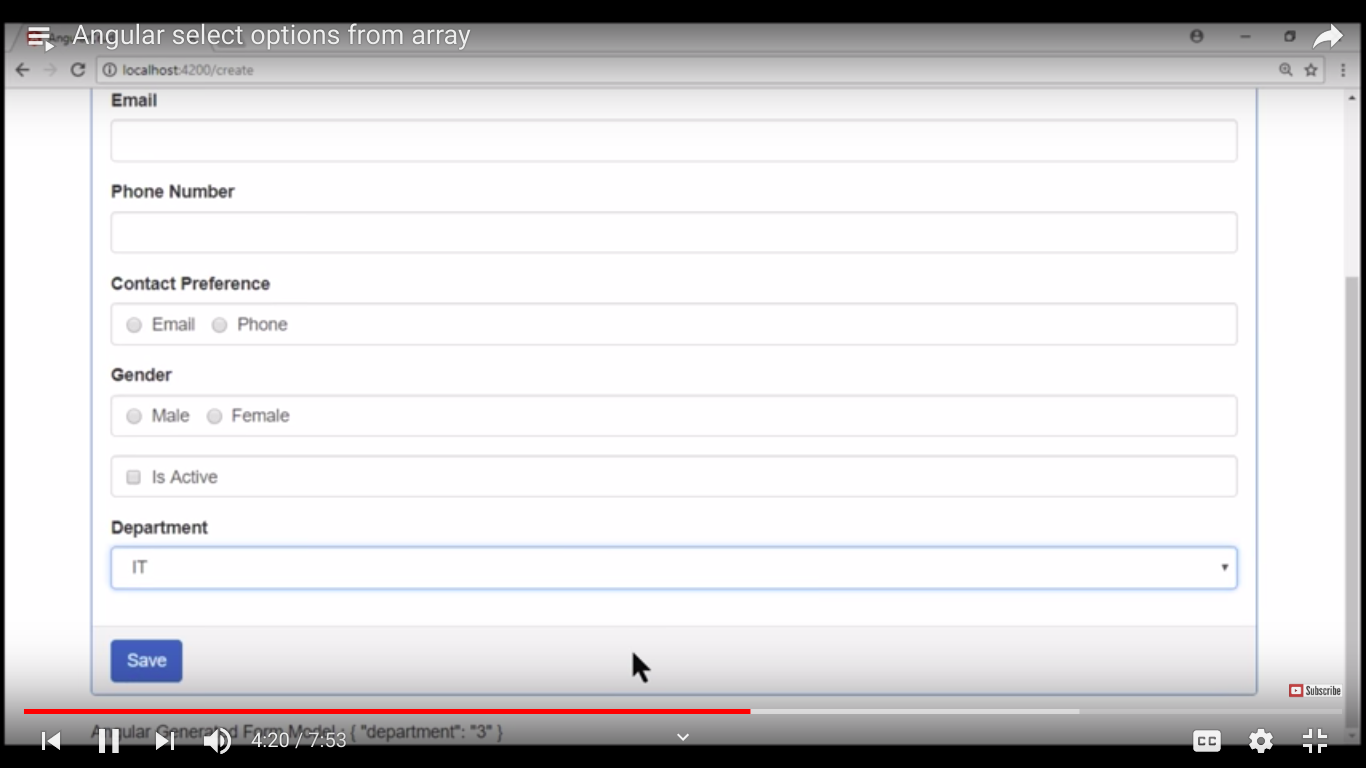 Angular select options from array
localhost:4200/create
Email
Phone Number
Contact Preference
Email Phone
Gender
Male Female
Is Active
Department
IT
Save
Subscribe
Angular Generated Form Model : { "department": "3" }
4:20 / 7:53
CC